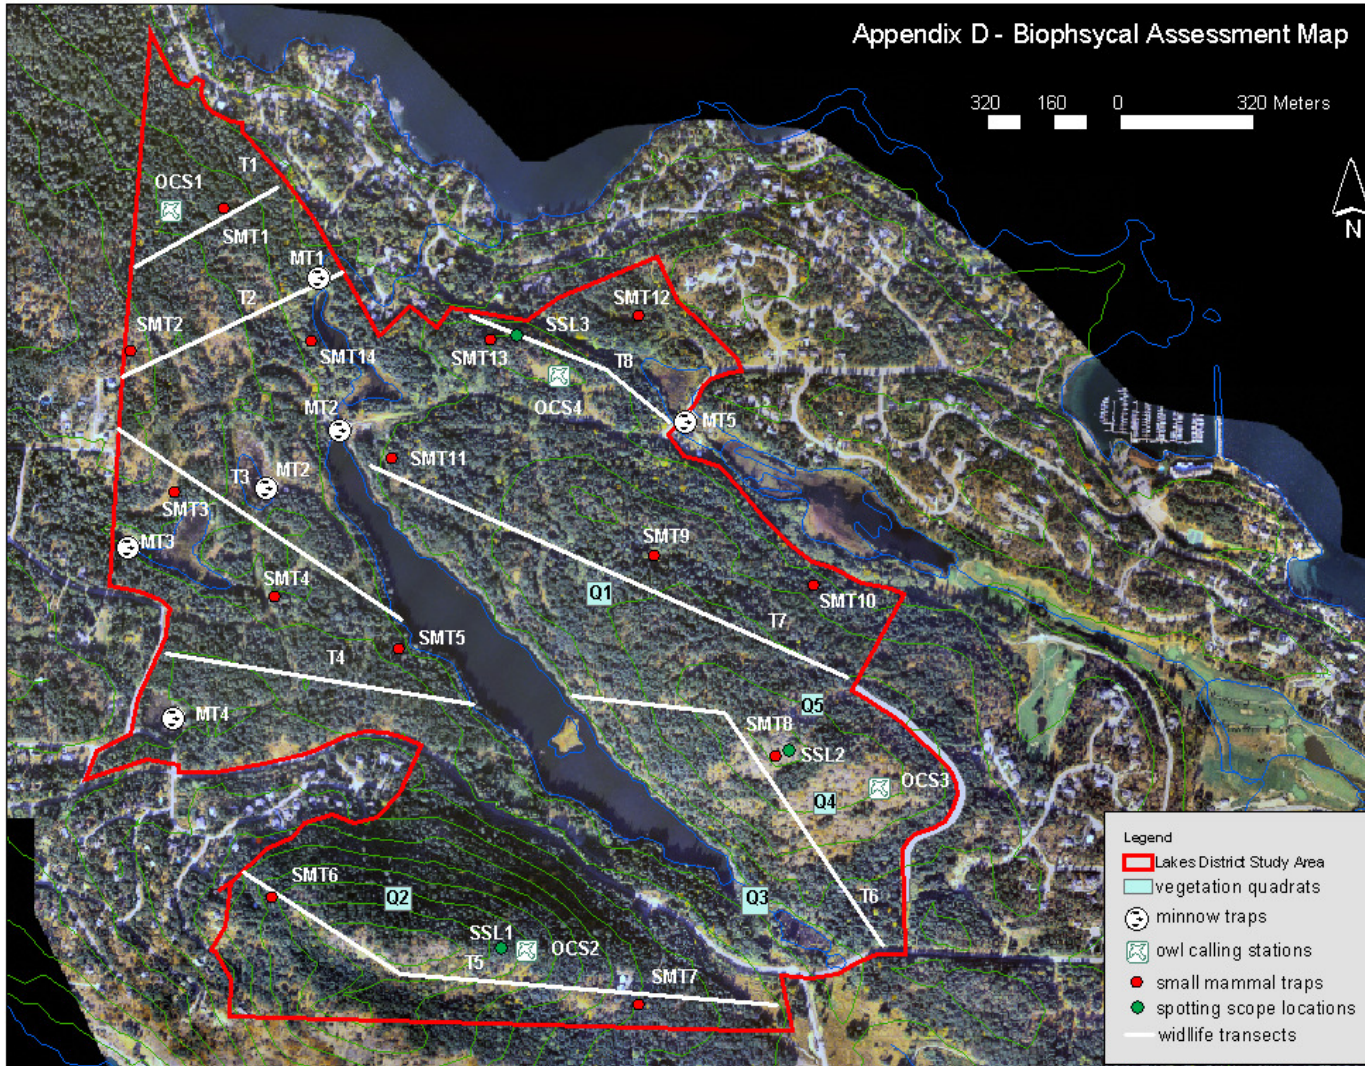 Appendix D - Biophsycal Assessment Map
320 160 0 320 Meters
N
T1
OCS1
SMT1
MT1
T2
SMT2
SMT14
SMT12
SSL3
SMT13
T8
OCS4
MT2
MT5
SMT11
T3
MT2
SMT3
MT3
SMT9
SMT4
Q1
SMT10
T7
SMT5
T4
MT4
Q5
SMT8
SSL2
OCS3
Q4
SMT6
Q2
Q3
T6
SSL1
OCS2
T5
SMT7
Legend
Lakes District Study Area
vegetation quadrats
minnow traps
owl calling stations
small mammal traps
spotting scope locations
widllife transects